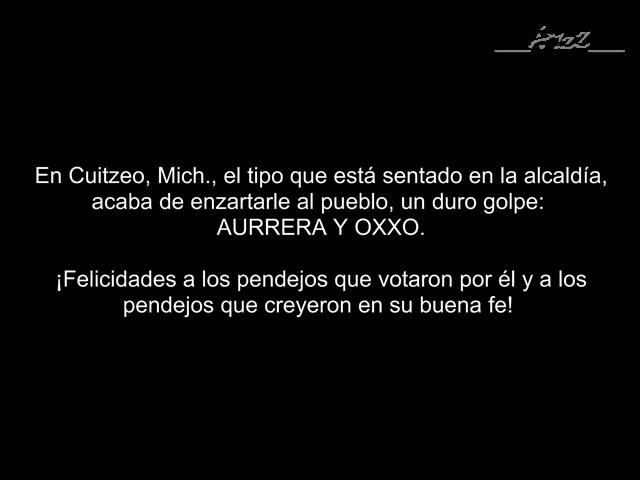 En Cuitzeo, Mich., el tipo que está sentado en la alcaldía,
acaba de enzartarle al pueblo, un duro golpe:
AURRERA Y OXXO.
¡Felicidades a los pendejos que votaron por él y a los
pendejos que creyeron en su buena fe!